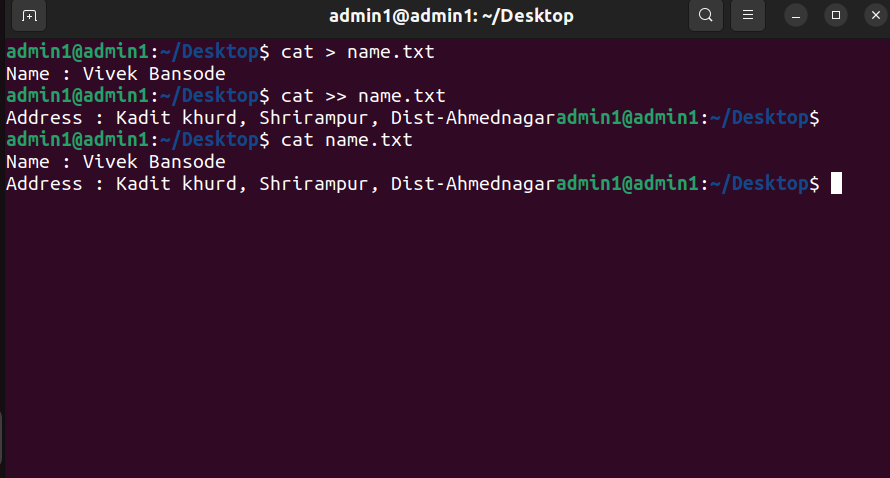 admin1@admin1: ~/Desktop
admin1@admin1:~/Desktop$ cat > name.txt
Name : Vivek Bansode
admin1@admin1:~/Desktop$ cat >> name.txt
Address : Kadit khurd, Shrirampur, Dist-Ahmednagaradmin1@admin1:~/Desktop$
admin1@admin1:~/Desktop$ cat name.txt
Name : Vivek Bansode
Address : Kadit khurd, Shrirampur, Dist-Ahmednagaradmin1@admin1:~/Desktop$